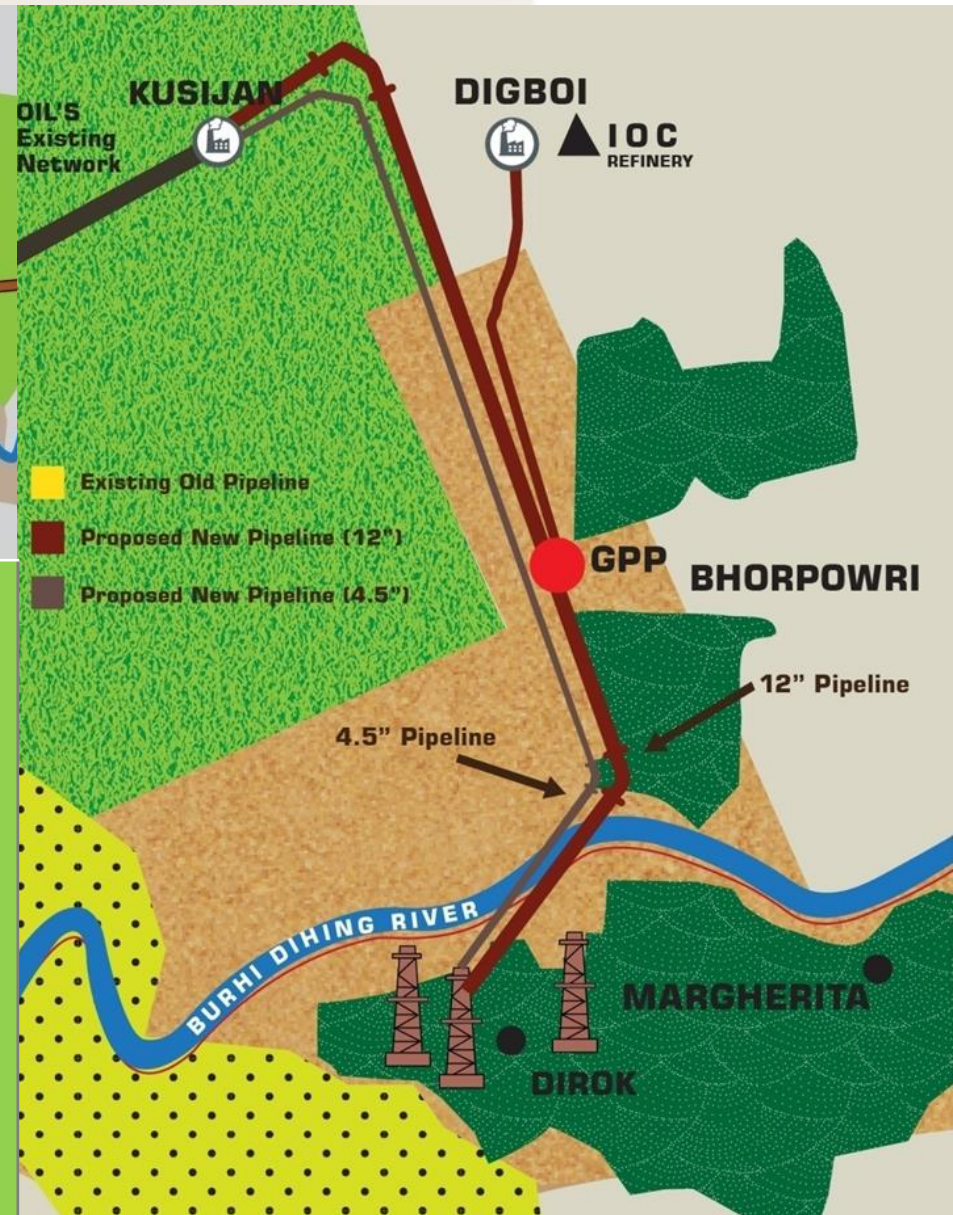 KUSIJAN
OIL'S
Existing
Network
DIGBOI
IOC
REFINERY
Existing Old Pipeline
Proposed New Pipeline (12")
Proposed New Pipeline (4.5")
GPP
BHORPOWRI
12” Pipeline
4.5” Pipeline
BURHI DIHING RIVER
MARGHERITA
DIROK